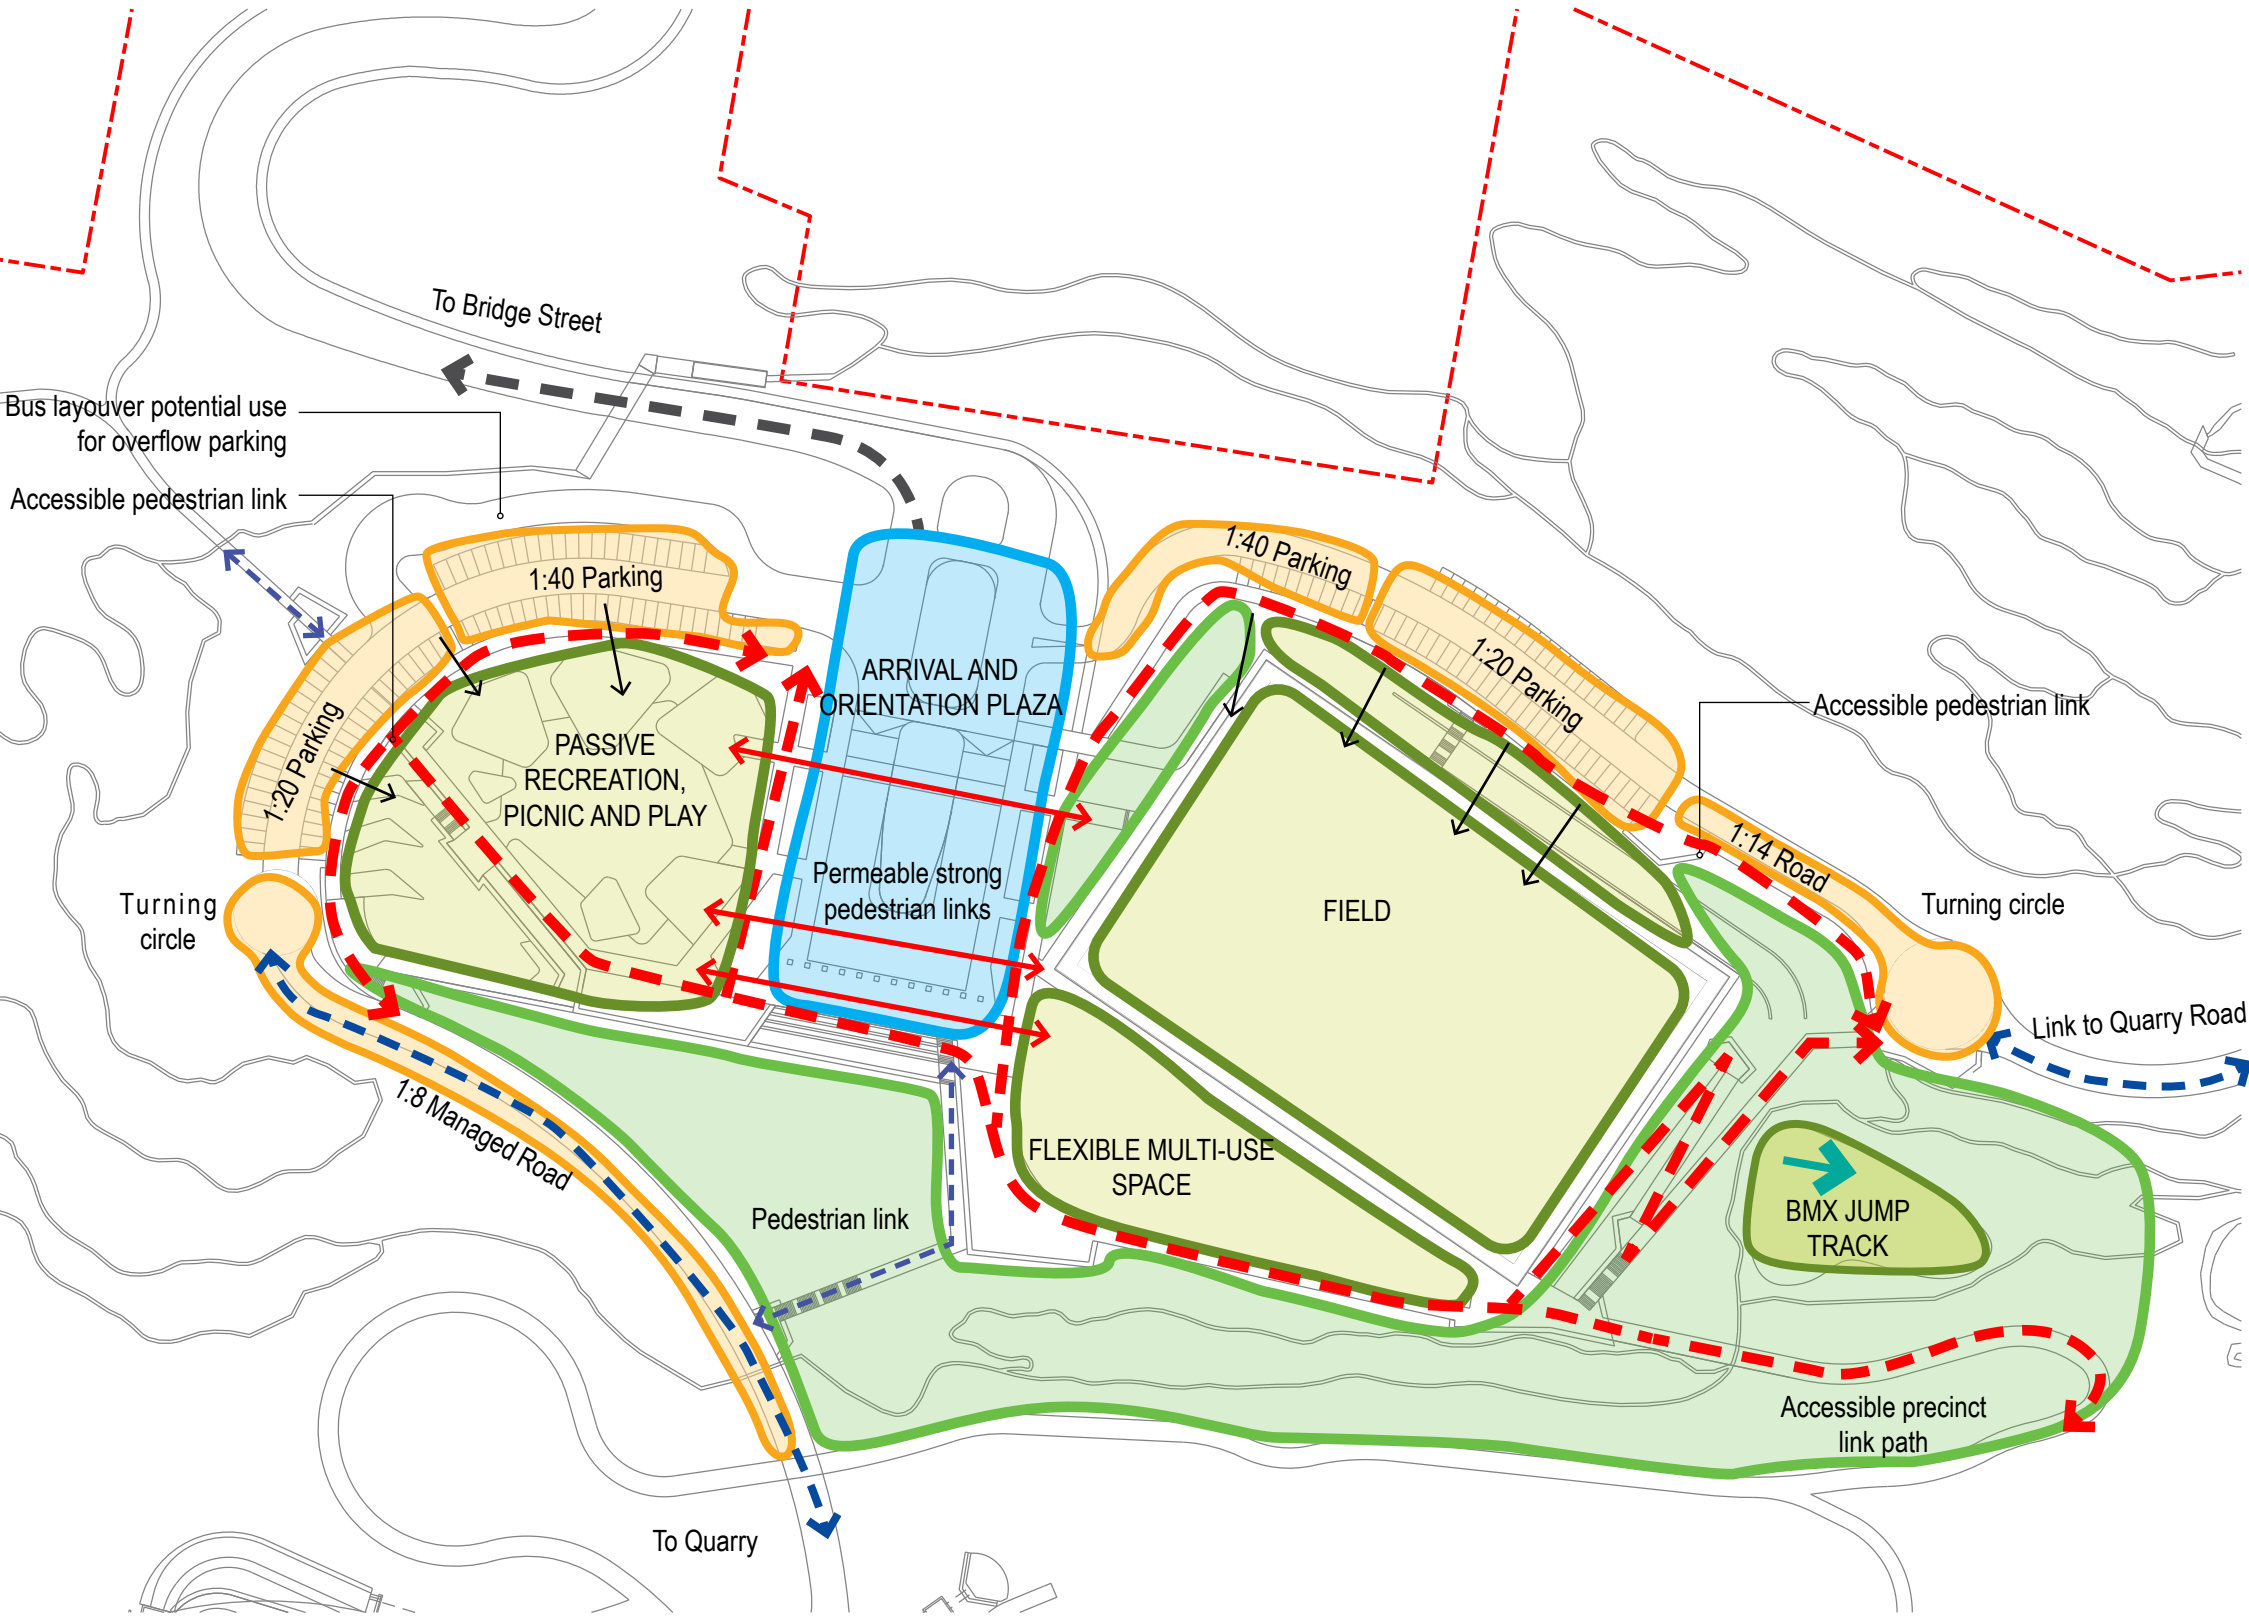 To Bridge Street
Bus layouver potential use
for overflow parking
Accessible pedestrian link
1:40 Parking
1:40 Parking
1:20 Parking
1:20 Parking
ARRIVAL AND
ORIENTATION PLAZA
Accessible pedestrian link
PASSIVE
RECREATION,
PICNIC AND PLAY
Permeable strong
pedestrian links
FIELD
1:14 Road
Turning
circle
Turning circle
Link to Quarry Road
1:8 Managed Road
FLEXIBLE MULTI-USE
SPACE
Pedestrian link
BMX JUMP
TRACK
Accessible precinct
link path
To Quarry